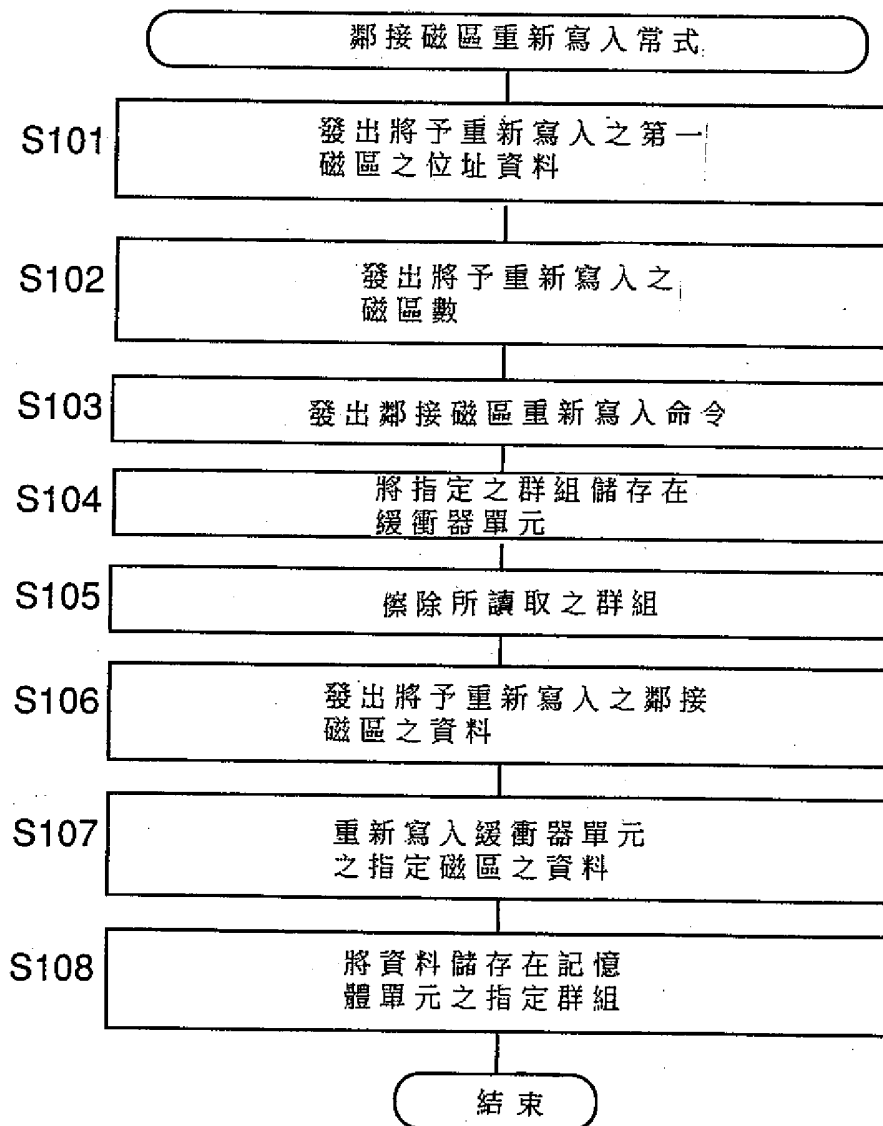 鄰接磁區重新寫入常式
S101
發出將予重新寫入之第一
磁區之位址資料
S102
發出將予重新寫入之
磁區數
S103
發出鄰接磁區重新寫入命令
S104
將指定之群組儲存在
緩衝器單元
S105
擦除所讀取之群組
S106
發出將予重新寫入之鄰接
磁區之資料
S107
重新寫入緩衝器單元
之指定磁區之資料
S108
將資料儲存在記憶
體單元之指定群組
結束